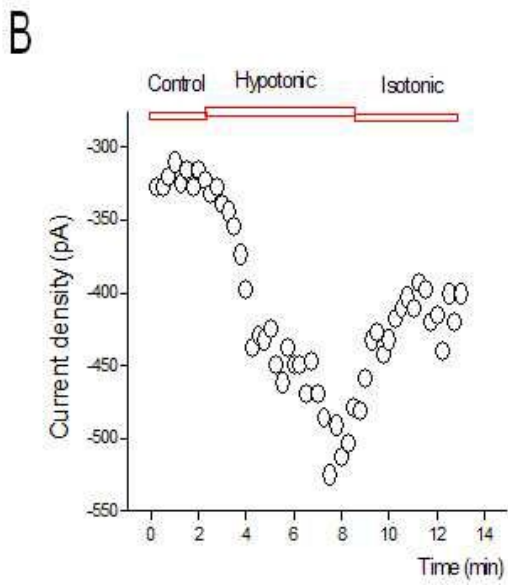 B
Control Hypotonic Isotonic
-300
-350
-400
-450
-500
-550
Current density (pA)
0 2 4 6 8 10 12 14
Time (min)